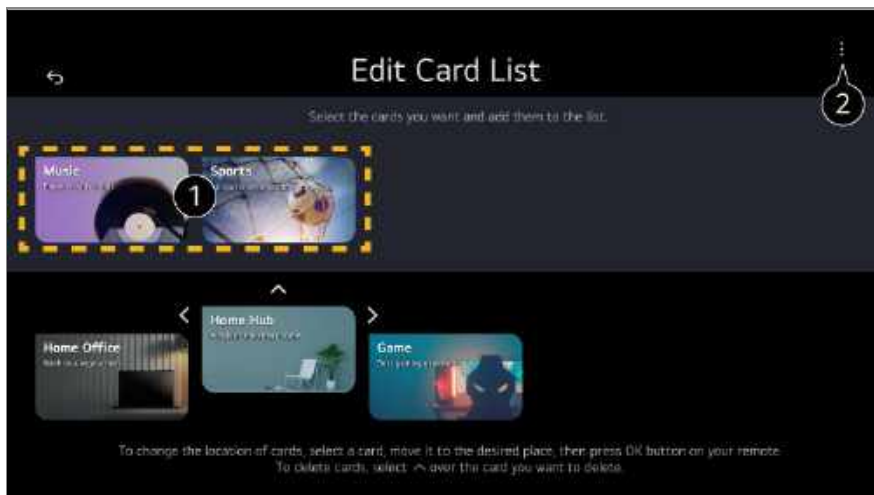 Edit Card List
2
Select the cards you want and add them to the list.
Music
Sports
1
Home Hub
Home Office
Game
To change the location of cards, select a card, move it to the desired place, then press OK button on your remote
To delete cards, select ^ over the card you want to delete.